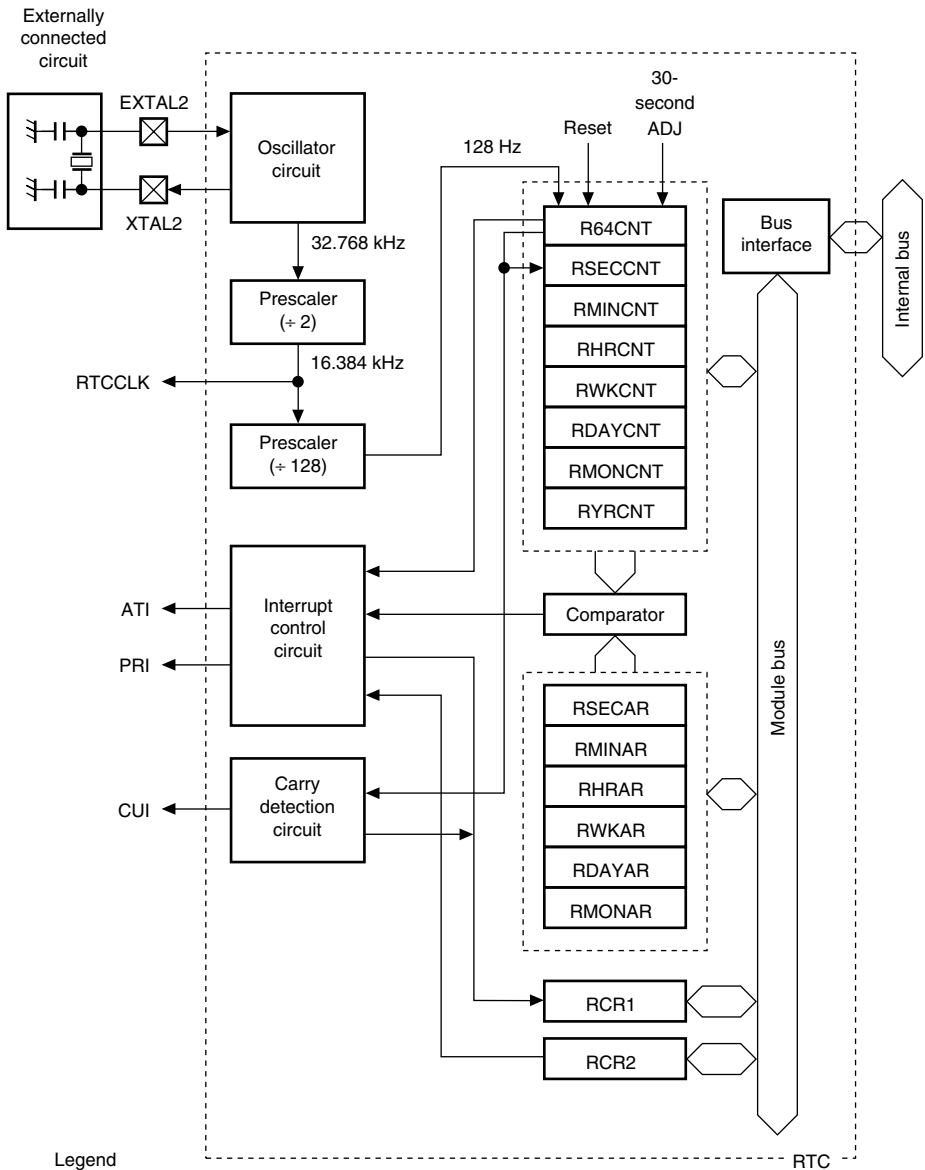 Externally
connected
circuit
EXTAL2
XTAL2
Oscillator
circuit
32.768 kHz
Prescaler
(÷ 2)
16.384 kHz
RTCCLK
Prescaler
(÷ 128)
128 Hz
Reset
30-
second
ADJ
R64CNT
RSECCNT
RMINCNT
RHRCNT
RWKCNT
RDAYCNT
RMONCNT
RYRCNT
Bus
interface
Internal bus
ATI
PRI
Interrupt
control
circuit
Comparator
Module bus
RSECAR
RMINAR
RHRAR
RWKAR
RDAYAR
RMONAR
CUI
Carry
detection
circuit
RCR1
RCR2
Legend
RTC